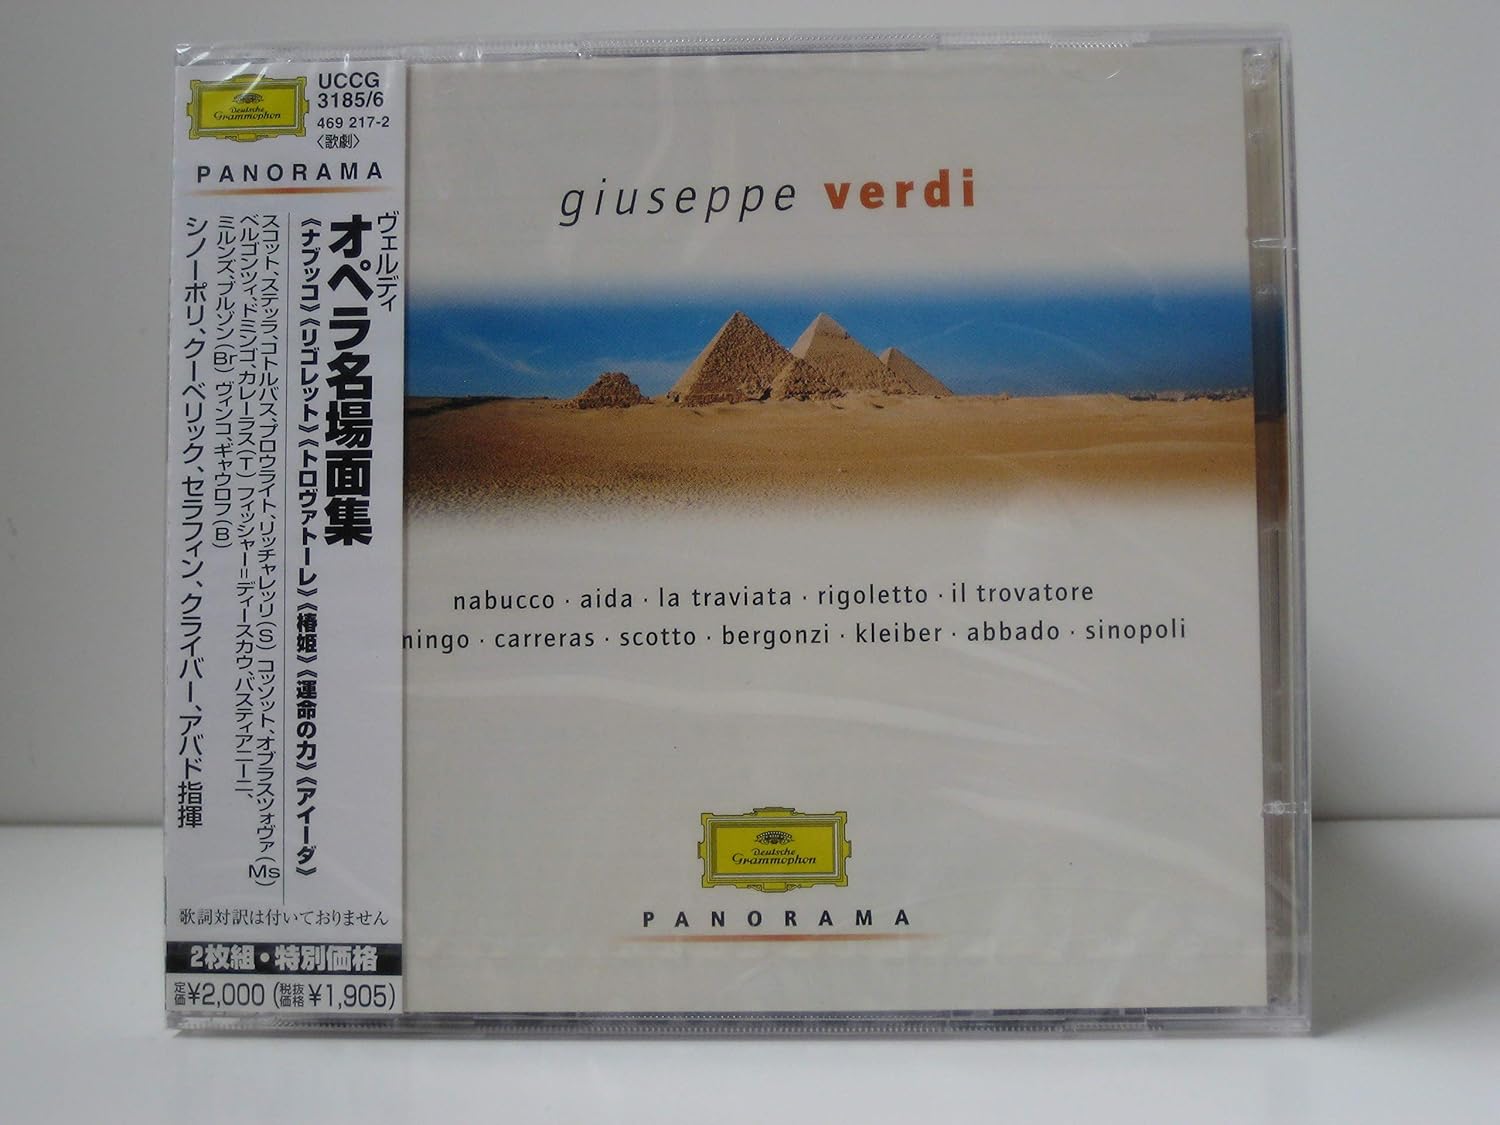 Deutsche
Grammophon
UCCG
3185/6
469 217-2
〈歌劇〉
PANORAMA
ヴェルディ
オペラ名場面集
《ナブッコ》《リゴレット》《トロヴァトーレ》《椿姫》《運命の力》《アイーダ》
スコット、ステッラ、コトルバス、プロウライト、リッチャレッリ(S) コッソット、オブラスツォヴァ(Ms)
ベルゴンツィ、ドミンゴ、カレーラス(T) フィッシャー=ディースカウ、バスティアニーニ、
ミルンズ、ブルゾン(Br) ヴィンコ、ギャウロフ(B)
シノーポリ、クーベリック、セラフィン、クライバー、アバド指揮
歌詞対訳は付いておりません
2枚組・特別価格
定価¥2,000 (税抜価格¥1,905)
giuseppe verdi
nabucco · aida · la traviata · rigoletto · il trovatore
mingo · carreras · scotto · bergonzi · kleiber · abbado · sinopoli
Deutsche
Grammophon
PANORAMA